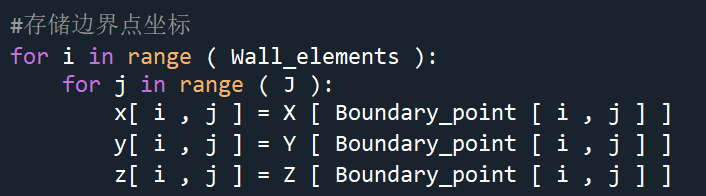 #存储边界点坐标
for i in range ( Wall_elements ):
    for j in range ( J ):
        x[ i , j ] = X [ Boundary_point [ i , j ] ]
        y[ i , j ] = Y [ Boundary_point [ i , j ] ]
        z[ i , j ] = Z [ Boundary_point [ i , j ] ]